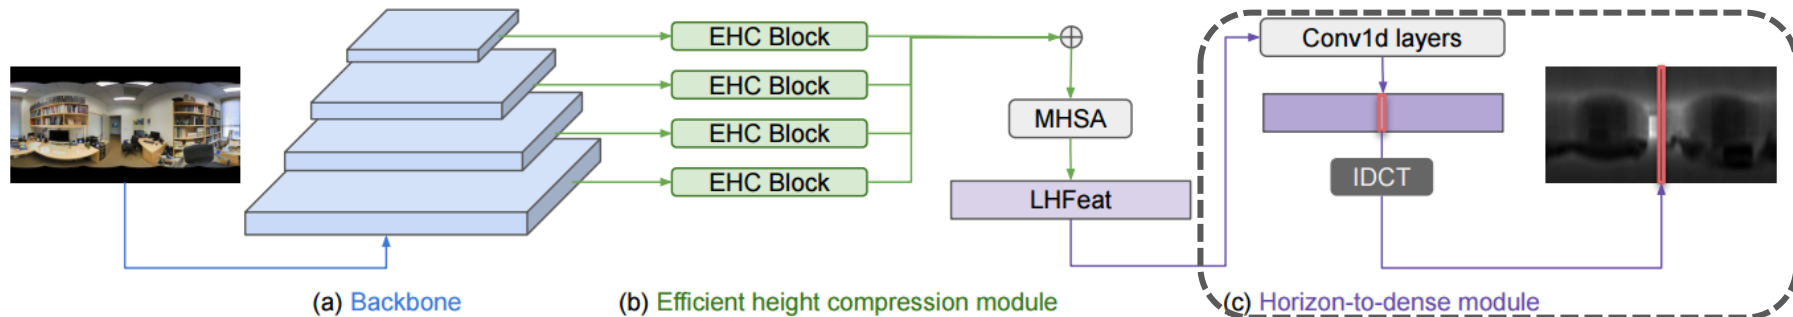 EHC Block
EHC Block
EHC Block
EHC Block
MHSA
LHFeat
Conv1d layers
IDCT
(a) Backbone
(b) Efficient height compression module
(c) Horizon-to-dense module